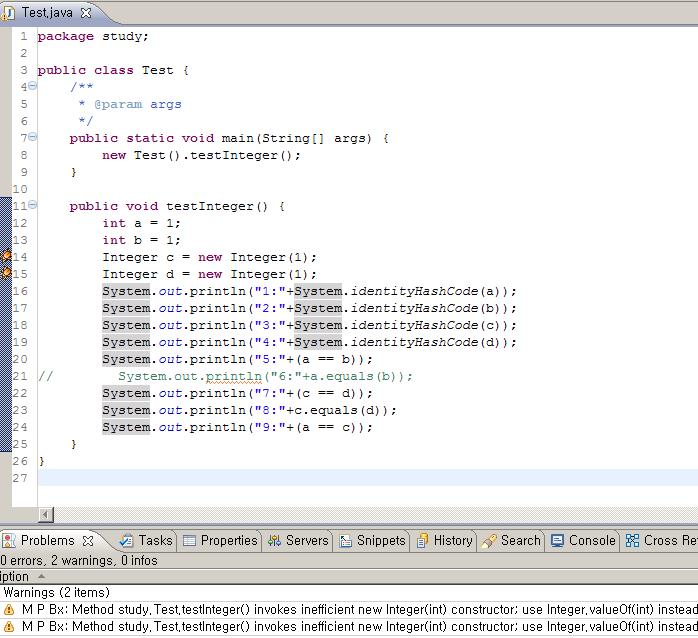 Test.java
1 package study;
2
3 public class Test {
4 /**
5 * @param args
6 */
7 public static void main(String[] args) {
8 new Test().testInteger();
9 }
10
11 public void testInteger() {
12 int a = 1;
13 int b = 1;
14 Integer c = new Integer(1);
15 Integer d = new Integer(1);
16 System.out.println("1:"+System.identityHashCode(a));
17 System.out.println("2:"+System.identityHashCode(b));
18 System.out.println("3:"+System.identityHashCode(c));
19 System.out.println("4:"+System.identityHashCode(d));
20 System.out.println("5:"+(a == b));
21 // System.out.println("6:"+a.equals(b));
22 System.out.println("7:"+(c == d));
23 System.out.println("8:"+c.equals(d));
24 System.out.println("9:"+(a == c));
25 }
26 }
27
Problems Tasks Properties Servers Snippets History Search Console Cross Re
0 errors, 2 warnings, 0 infos
iption
Warnings (2 items)
M P Bx: Method study.Test.testInteger() invokes inefficient new Integer(int) constructor; use Integer.valueOf(int) instead
M P Bx: Method study.Test.testInteger() invokes inefficient new Integer(int) constructor; use Integer.valueOf(int) instead